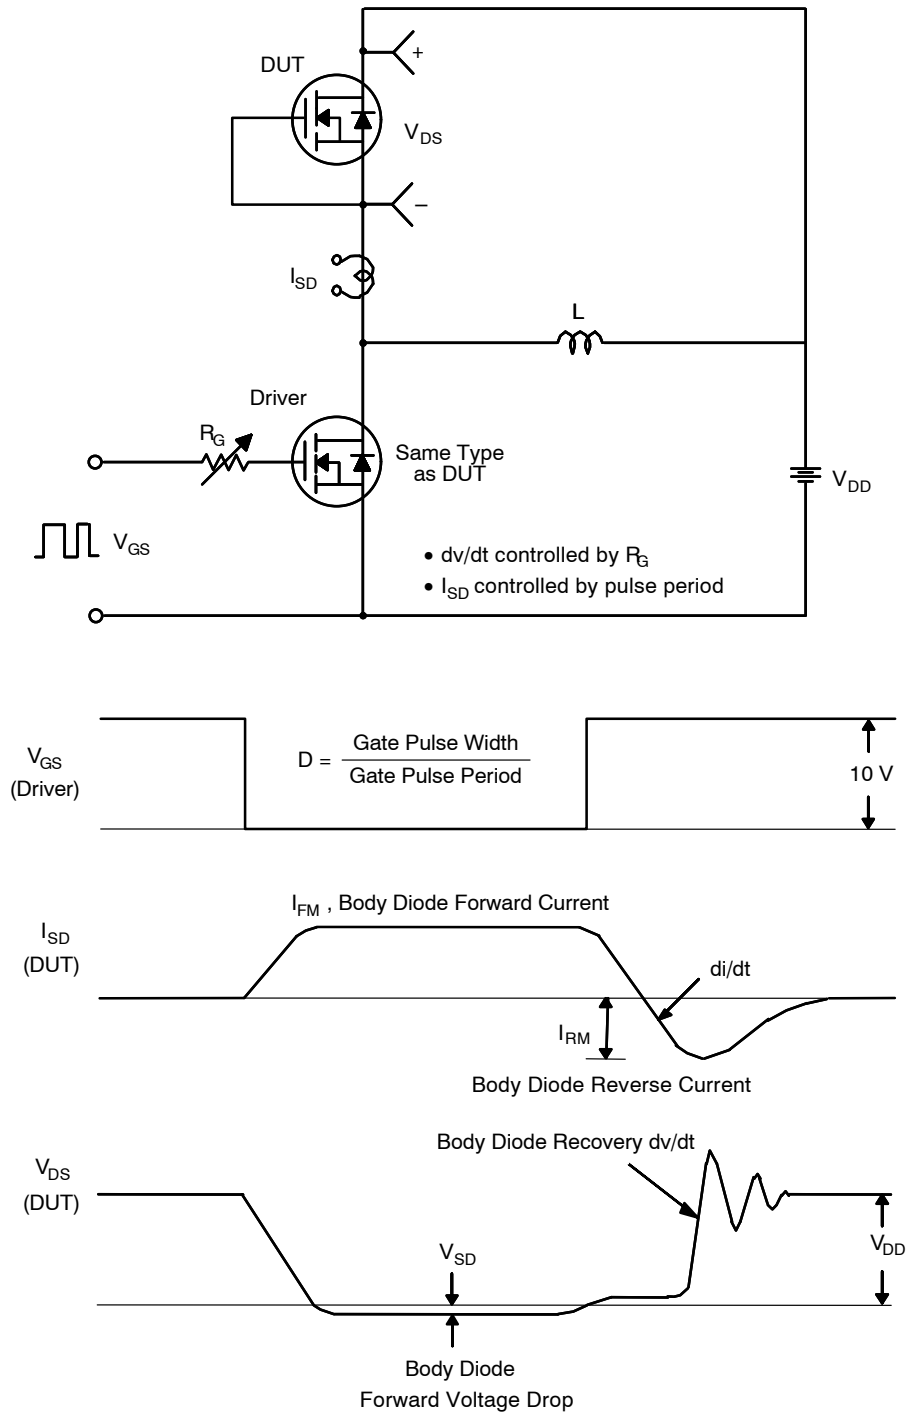 DUT
+
V_DS
–
I_SD
L
Driver
R_G
Same Type
as DUT
V_DD
V_GS
• dv/dt controlled by R_G
• I_SD controlled by pulse period
V_GS
(Driver)
D = Gate Pulse Width
Gate Pulse Period
10 V
I_FM , Body Diode Forward Current
I_SD
(DUT)
di/dt
I_RM
Body Diode Reverse Current
Body Diode Recovery dv/dt
V_DS
(DUT)
V_SD
V_DD
Body Diode
Forward Voltage Drop